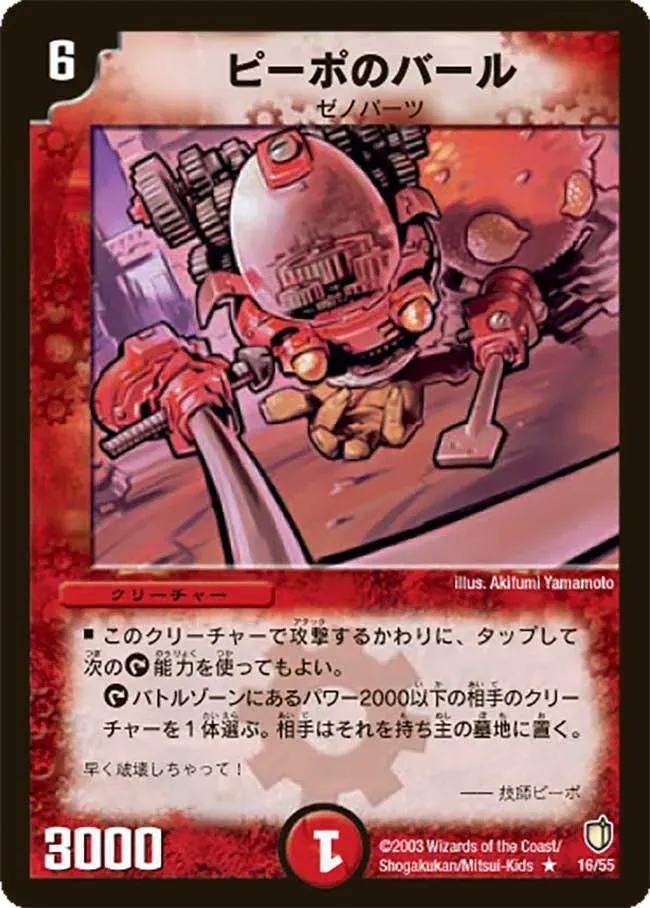 6
ピーポのバール
ゼノパーツ
illus. Akifumi Yamamoto
クリーチャー
■ このクリーチャーで攻撃するかわりに、タップして
次の 能力を使ってもよい。
バトルゾーンにあるパワー2000以下の相手のクリー
チャーを1体選ぶ。相手はそれを持ち主の墓地に置く。
早く破壊しちゃって!
—— 技師ピーポ
3000
1
©2003 Wizards of the Coast/
Shogakukan/Mitsui-Kids ★ 16/55